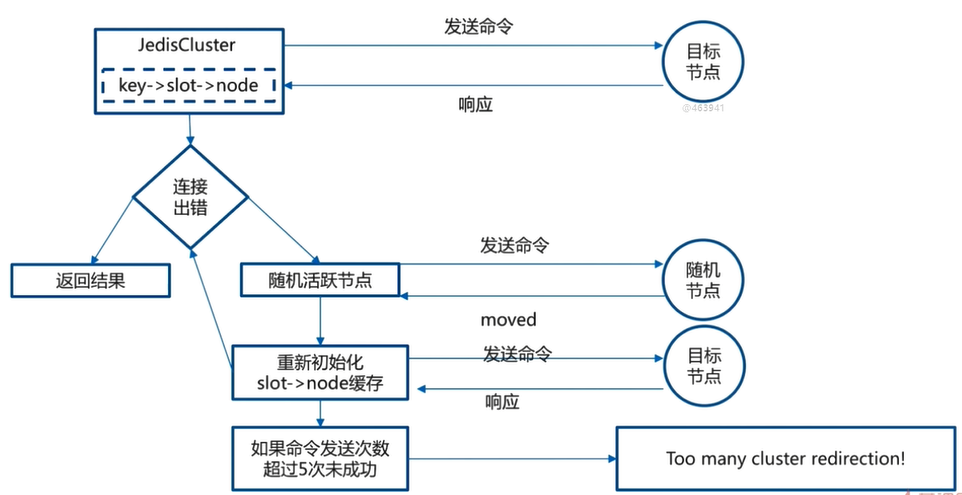 发送命令
JedisCluster
目标
节点
key->slot->node
响应
@463941
连接
出错
发送命令
返回结果
随机活跃节点
随机
节点
moved
重新初始化
slot->node缓存
发送命令
目标
节点
响应
如果命令发送次数
超过5次未成功
Too many cluster redirection!